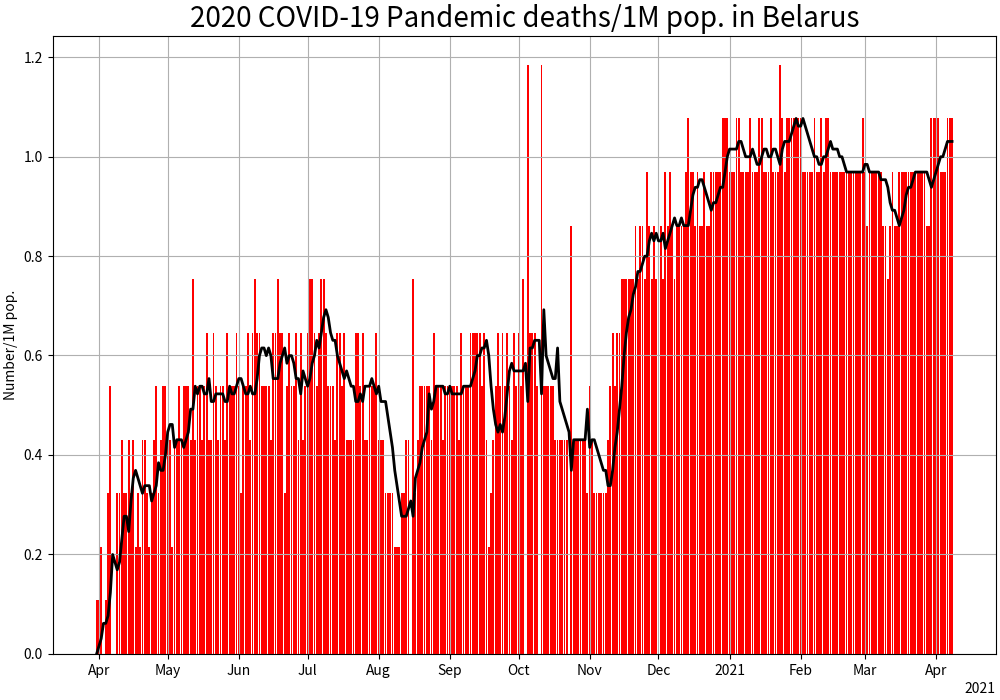 2020 COVID-19 Pandemic deaths/1M pop. in Belarus
Number/1M pop.
1.2
1.0
0.8
0.6
0.4
0.2
0.0
Apr May Jun Jul Aug Sep Oct Nov Dec 2021 Feb Mar Apr
2021